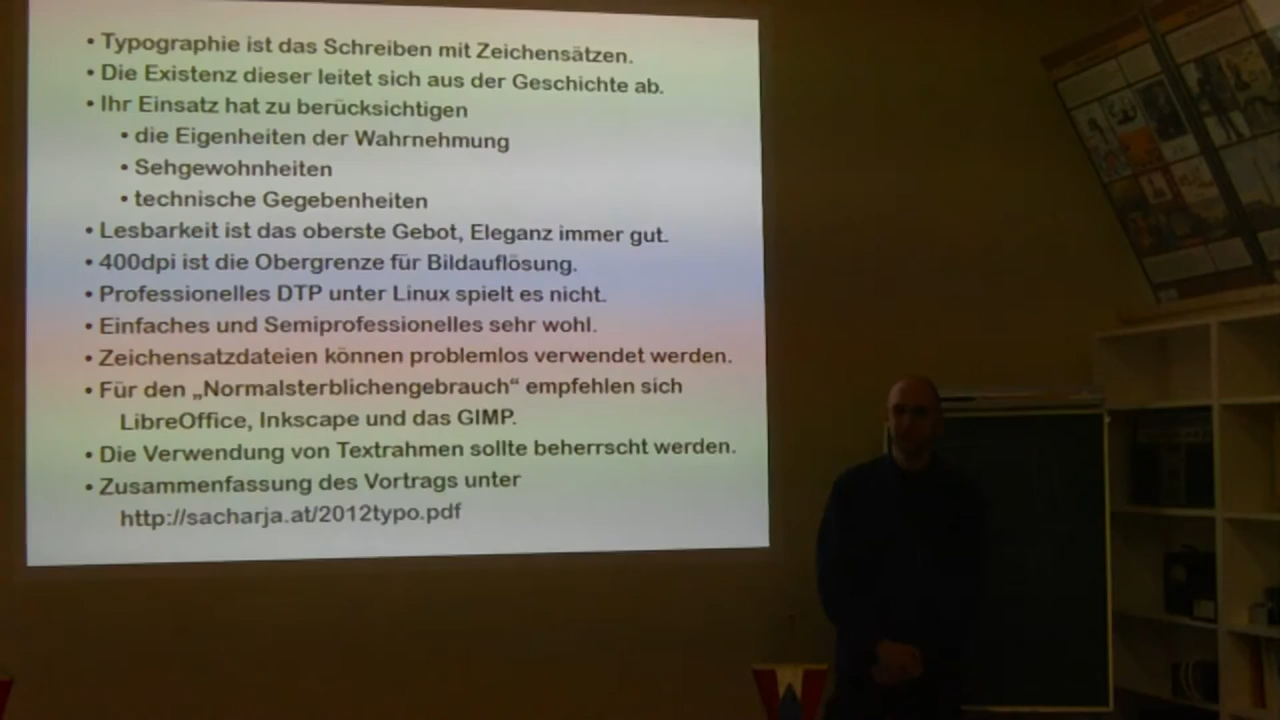 • Typographie ist das Schreiben mit Zeichensätzen.
• Die Existenz dieser leitet sich aus der Geschichte ab.
• Ihr Einsatz hat zu berücksichtigen
• die Eigenheiten der Wahrnehmung
• Sehgewohnheiten
• technische Gegebenheiten
• Lesbarkeit ist das oberste Gebot, Eleganz immer gut.
• 400dpi ist die Obergrenze für Bildauflösung.
• Professionelles DTP unter Linux spielt es nicht.
• Einfaches und Semiprofessionelles sehr wohl.
• Zeichensatzdateien können problemlos verwendet werden.
• Für den „Normalsterblichengebrauch“ empfehlen sich
LibreOffice, Inkscape und das GIMP.
• Die Verwendung von Textrahmen sollte beherrscht werden.
• Zusammenfassung des Vortrags unter
http://sacharja.at/2012typo.pdf